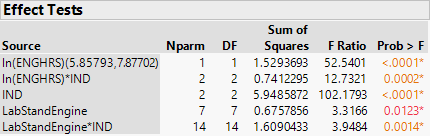 Effect Tests
Sum of
Source Nparm DF Squares F Ratio Prob > F
ln(ENGHRS)(5.85793,7.87702) 1 1 1.5293693 52.5401 <.0001*
ln(ENGHRS)*IND 2 2 0.7412295 12.7321 0.0002*
IND 2 2 5.9485872 102.1793 <.0001*
LabStandEngine 7 7 0.6757856 3.3166 0.0123*
LabStandEngine*IND 14 14 1.6090433 3.9484 0.0014*